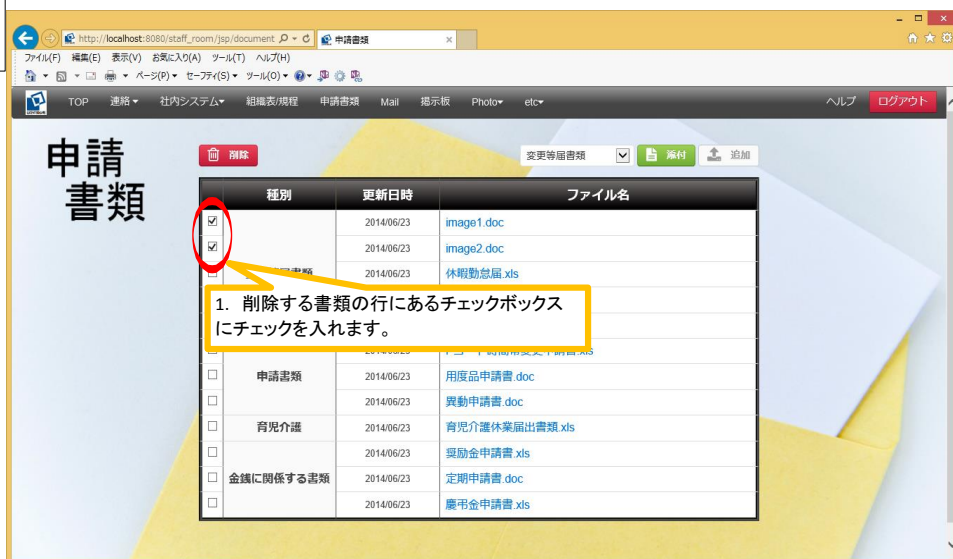 http://localhost:8080/staff_room/jsp/document
申請書類
ファイル(F) 編集(E) 表示(V) お気に入り(A) ツール(T) ヘルプ(H)
ページ(P) セーフティ(S) ツール(O)
TOP 連絡 社内システム 組織表/規程 申請書類 Mail 掲示板 Photo etc ヘルプ ログアウト
申請
書類
削除 変更等届書類 添付 追加
種別 更新日時 ファイル名
2014/06/23 image1.doc
2014/06/23 image2.doc
2014/06/23 休暇勤怠届.xls
1. 削除する書類の行にあるチェックボックス
にチェックを入れます。
申請書類 2014/06/23 用度品申請書.doc
2014/06/23 異動申請書.doc
育児介護 2014/06/23 育児介護休業届出書類.xls
2014/06/23 奨励金申請書.xls
金銭に関係する書類 2014/06/23 定期申請書.doc
2014/06/23 慶弔金申請書.xls